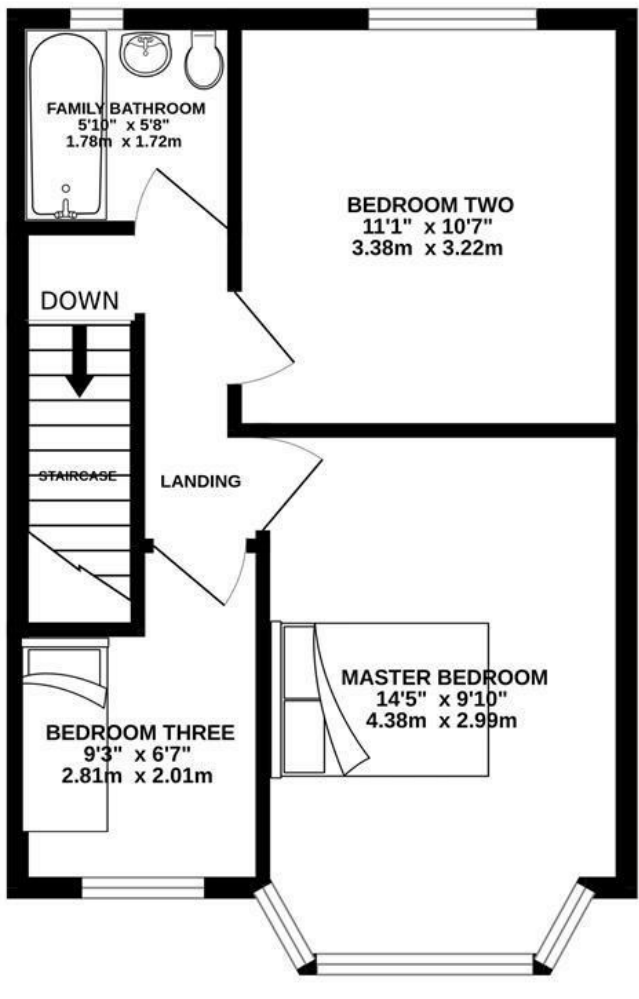 FAMILY BATHROOM
5'10" x 5'8"
1.78m x 1.72m
BEDROOM TWO
11'1" x 10'7"
3.38m x 3.22m
DOWN
STAIRCASE
LANDING
MASTER BEDROOM
14'5" x 9'10"
4.38m x 2.99m
BEDROOM THREE
9'3" x 6'7"
2.81m x 2.01m